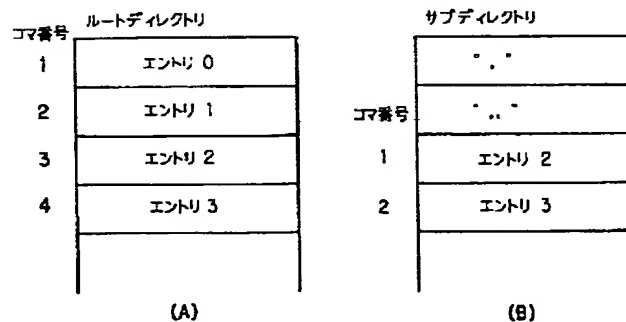 コマ番号 ルートディレクトリ
1 エントリ 0
2 エントリ 1
3 エントリ 2
4 エントリ 3
(A)
サブディレクトリ
"."
コマ番号 ".."
1 エントリ 2
2 エントリ 3
(B)